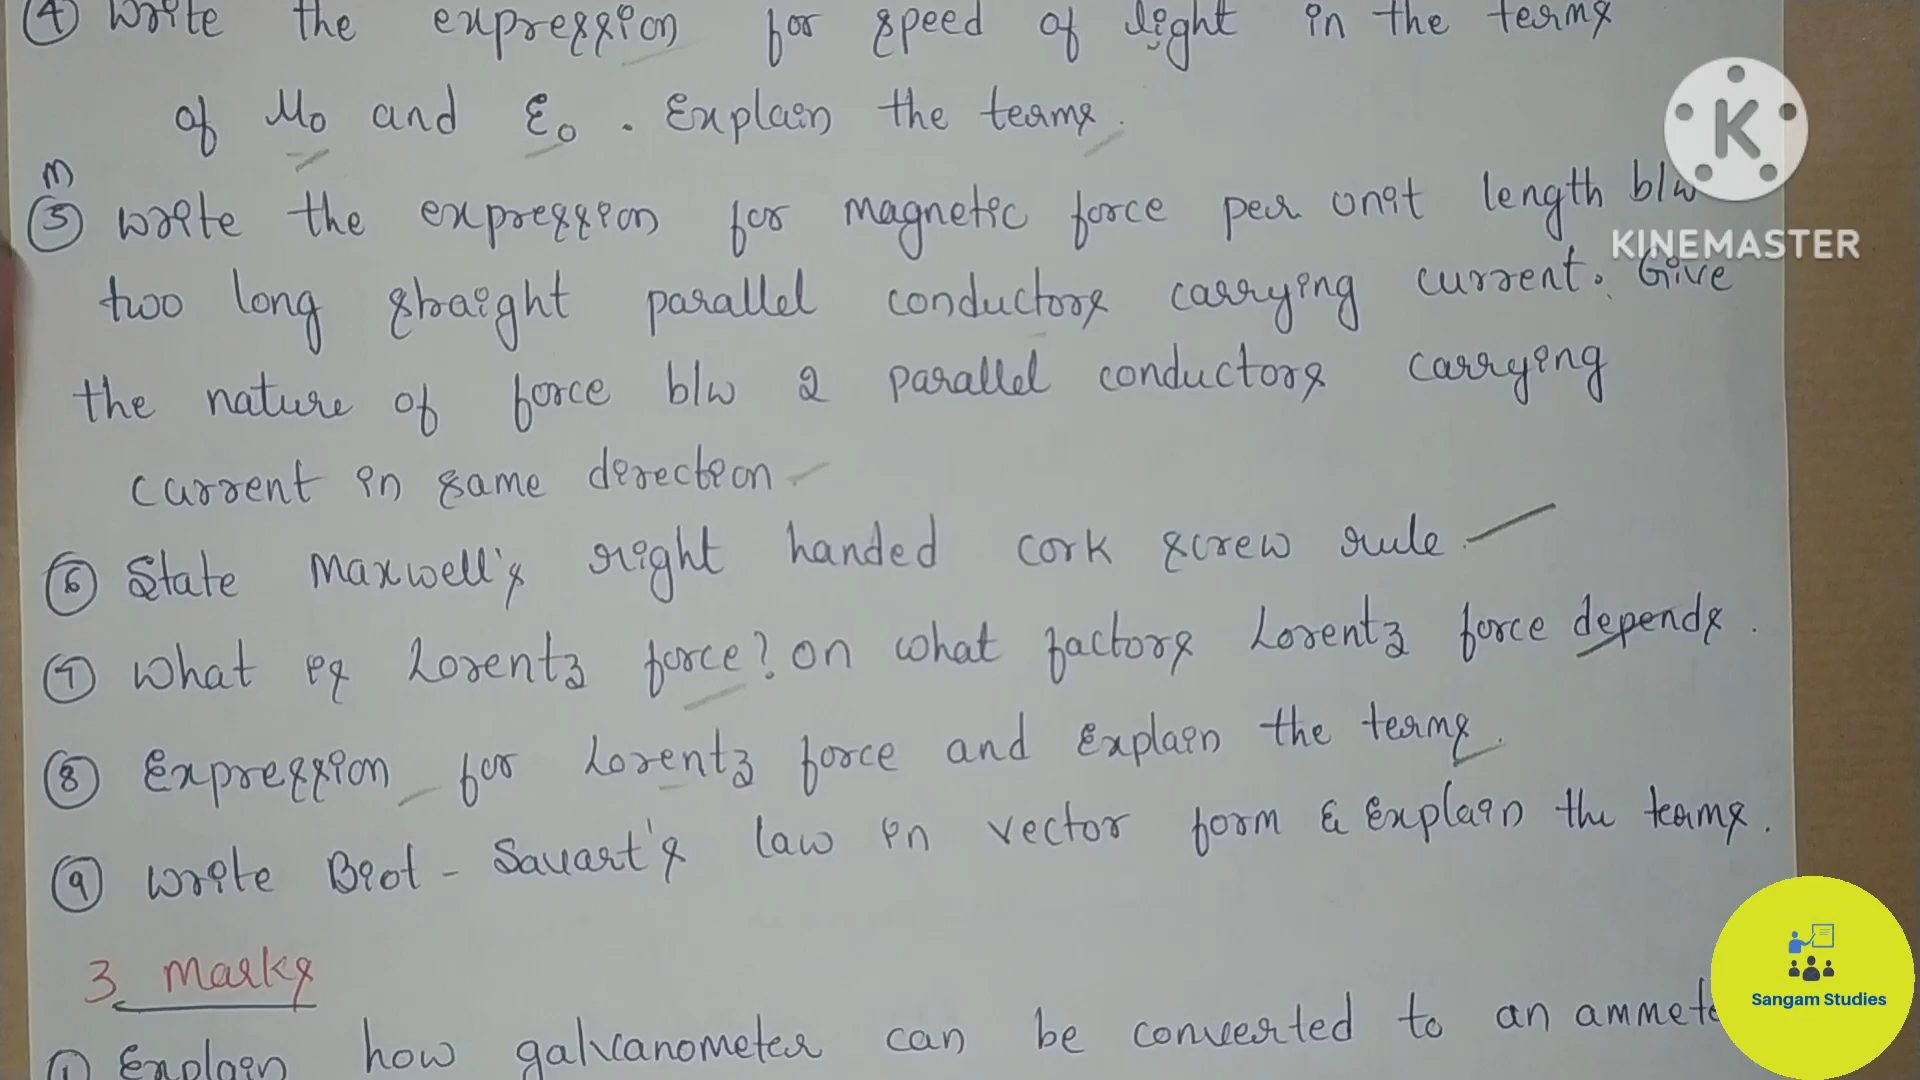 ④ Write the expression for speed of light in the terms
of μ₀ and ε₀. Explain the terms.
m
⑤ Write the expression for magnetic force per unit length b/w
two long straight parallel conductors carrying current. Give
the nature of force b/w 2 parallel conductors carrying
current in same direction
⑥ State Maxwell's right handed cork screw rule.
⑦ What is Lorentz force? On what factors Lorentz force depends.
⑧ Expression for Lorentz force and explain the terms.
⑨ Write Biot - Savart's law in vector form & Explain the terms.
3 Marks
① Explain how galvanometer can be converted to an ammete
K
KINEMASTER
Sangam Studies